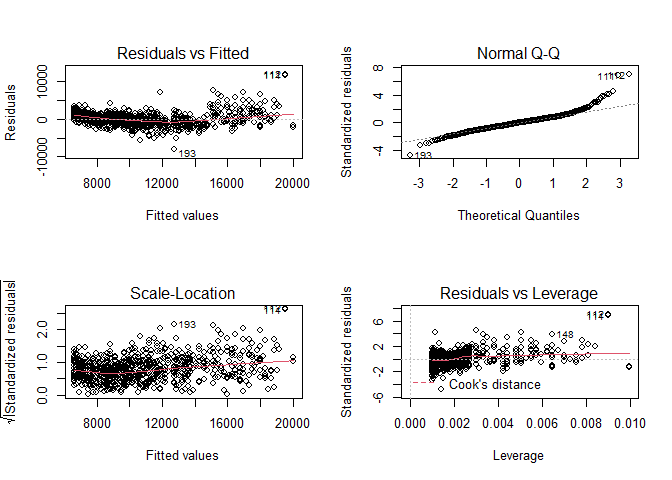 Residuals vs Fitted
Residuals
-10000 0 10000
112
193
8000 12000 16000 20000
Fitted values
Normal Q-Q
Standardized residuals
-4 0 4 8
112
193
-3 -2 -1 0 1 2 3
Theoretical Quantiles
Scale-Location
√|Standardized residuals|
0.0 1.0 2.0
193
8000 12000 16000 20000
Fitted values
Residuals vs Leverage
Standardized residuals
-6 -2 2 6
148
Cook's distance
0.000 0.002 0.004 0.006 0.008 0.010
Leverage